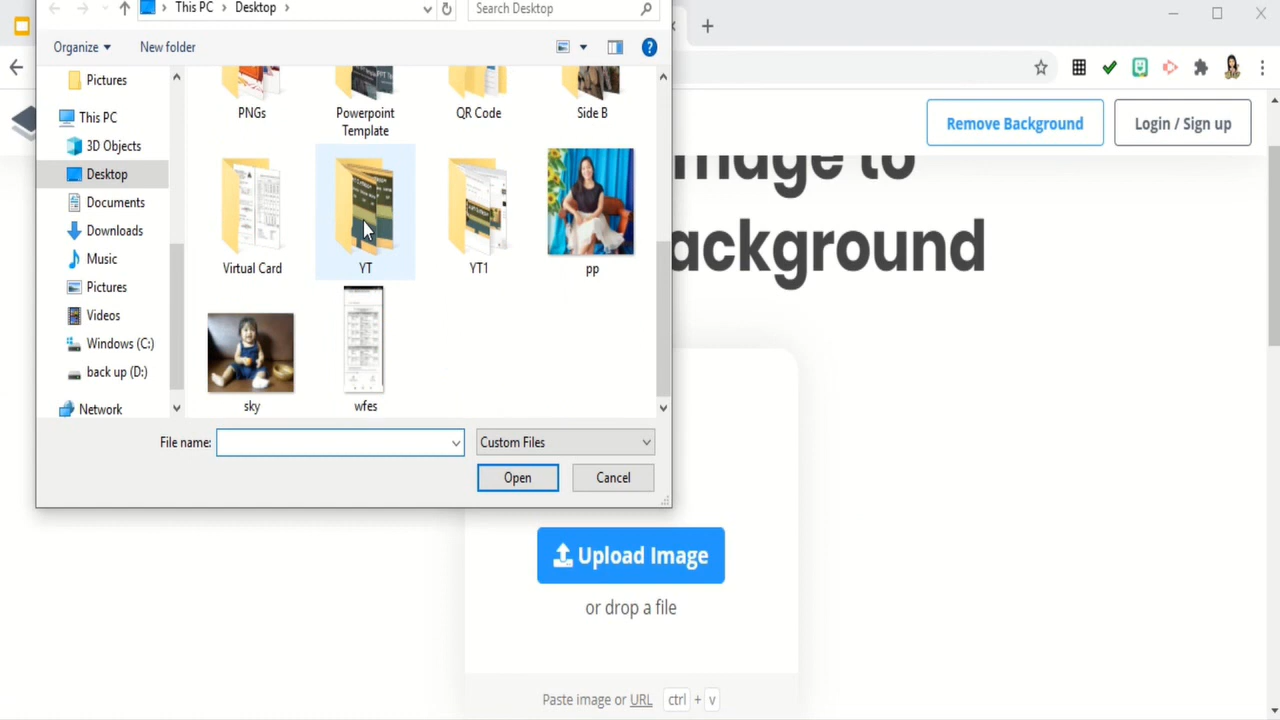 This PC
Desktop
Search Desktop
Organize
New folder
Pictures
This PC
3D Objects
Desktop
Documents
Downloads
Music
Pictures
Videos
Windows (C:)
back up (D:)
Network
PNGs
Powerpoint
Template
QR Code
Side B
Virtual Card
YT
YT1
pp
sky
wfes
File name:
Custom Files
Open
Cancel
Remove Background
Login / Sign up
mage to
ackground
Upload Image
or drop a file
Paste image or URL ctrl + v